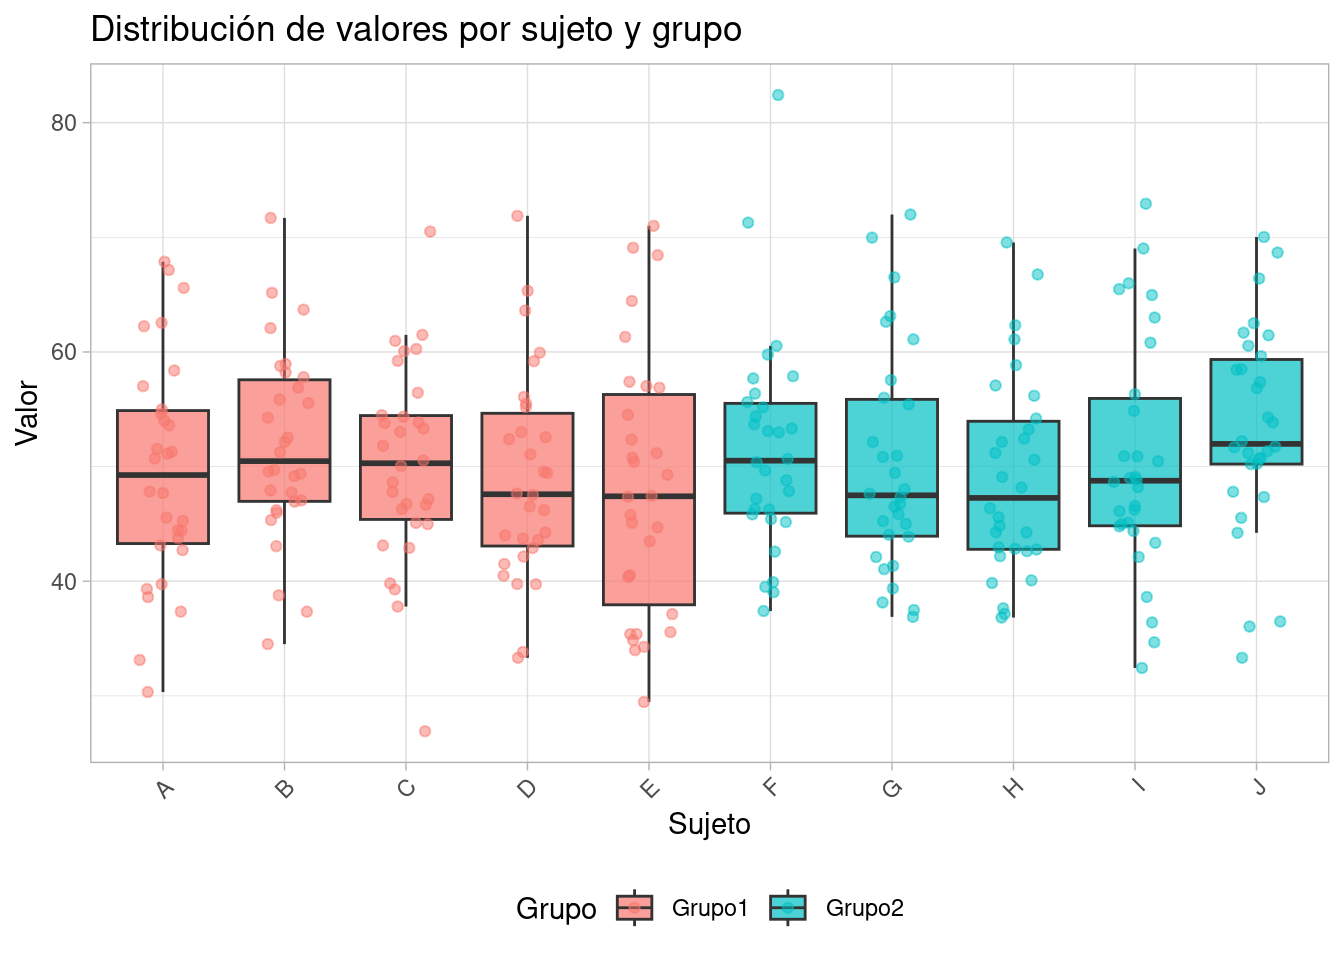 Distribución de valores por sujeto y grupo
Valor
80
60
40
A B C D E F G H I J
Sujeto
Grupo Grupo1 Grupo2